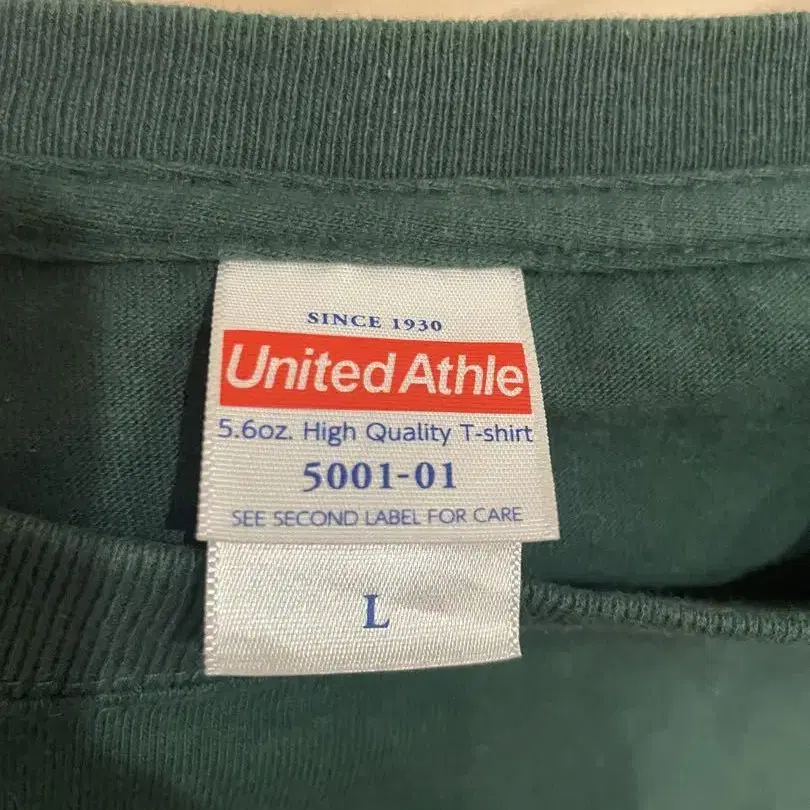 SINCE 1930
United Athle
5.6oz. High Quality T-shirt
5001-01
SEE SECOND LABEL FOR CARE
L